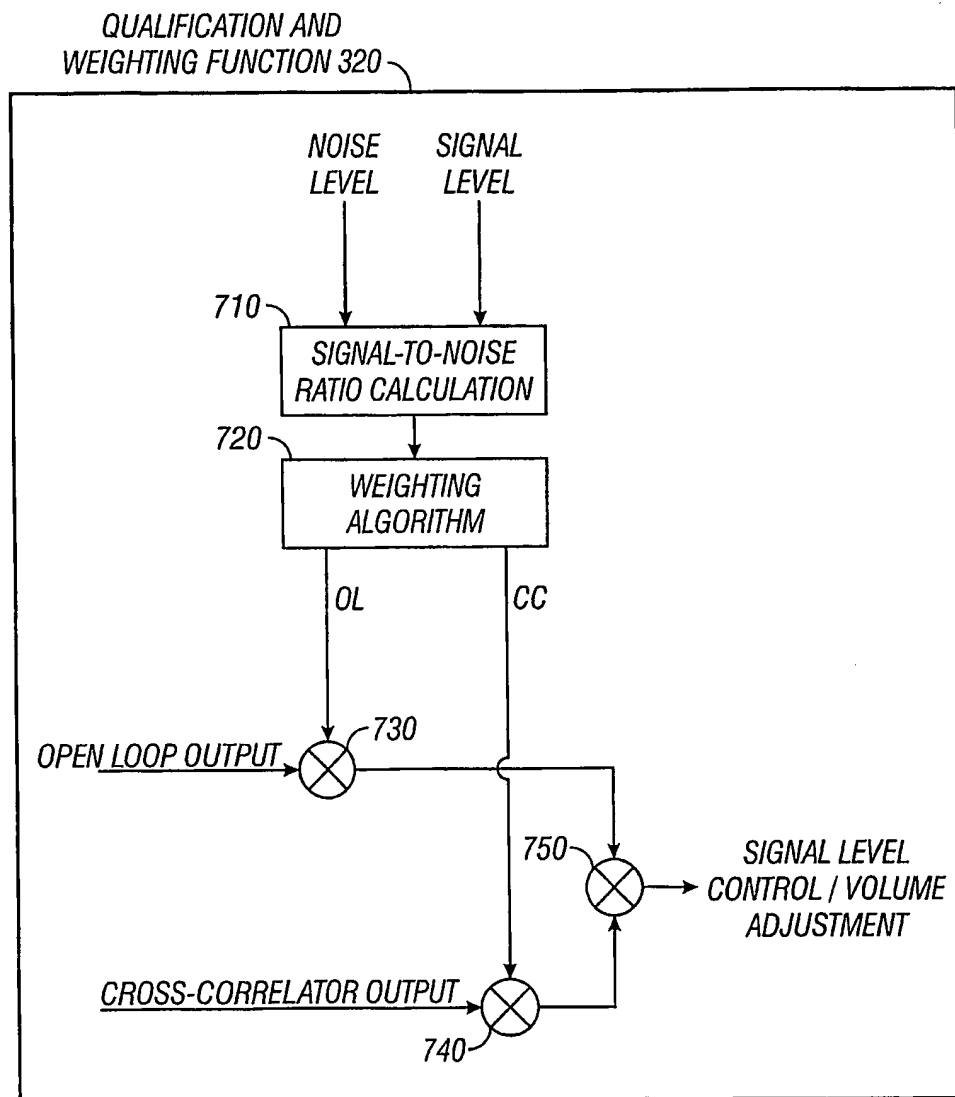 QUALIFICATION AND
WEIGHTING FUNCTION 320
NOISE
LEVEL
SIGNAL
LEVEL
710
SIGNAL-TO-NOISE
RATIO CALCULATION
720
WEIGHTING
ALGORITHM
OL
CC
730
OPEN LOOP OUTPUT
750
SIGNAL LEVEL
CONTROL / VOLUME
ADJUSTMENT
CROSS-CORRELATOR OUTPUT
740